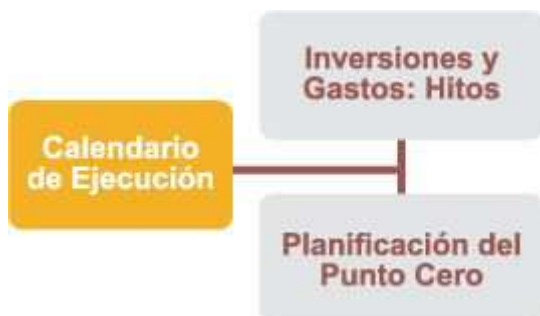 Inversiones y
Gastos: Hitos
Calendario
de Ejecución
Planificación del
Punto Cero